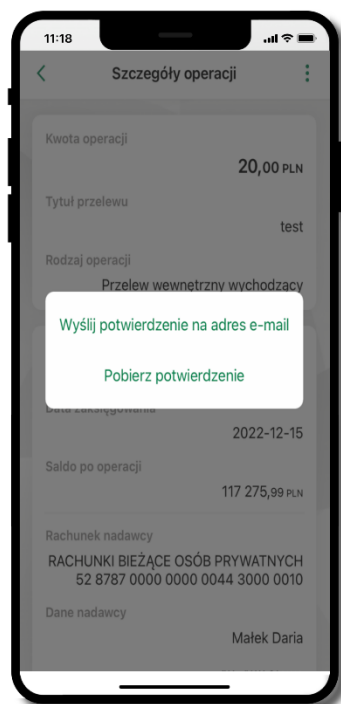 11:18
Szczegóły operacji
Kwota operacji
20,00 PLN
Tytuł przelewu
test
Rodzaj operacji
Przelew wewnętrzny wychodzący
Wyślij potwierdzenie na adres e-mail
Pobierz potwierdzenie
Data zaksięgowania
2022-12-15
Saldo po operacji
117 275,99 PLN
Rachunek nadawcy
RACHUNKI BIEŻĄCE OSÓB PRYWATNYCH
52 8787 0000 0000 0044 3000 0010
Dane nadawcy
Małek Daria